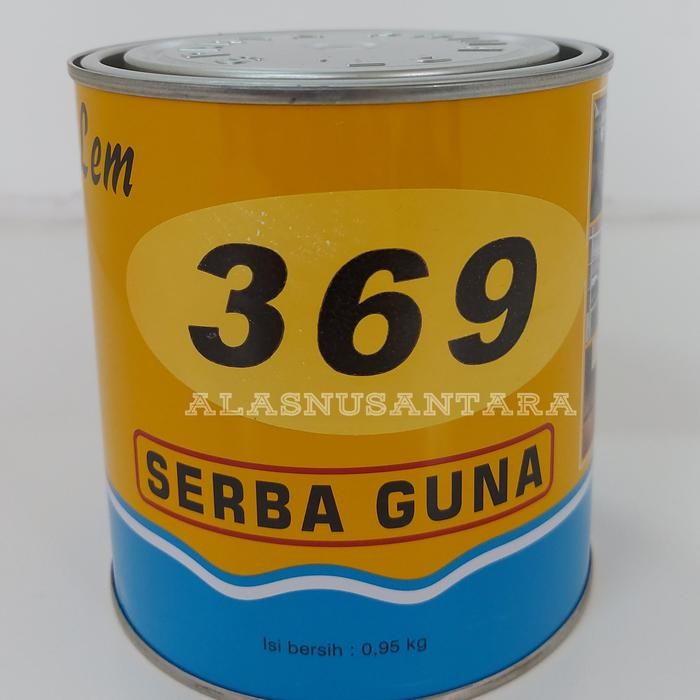 Lem
369
ALASNUSANTARA
SERBA GUNA
Isi bersih : 0,95 kg